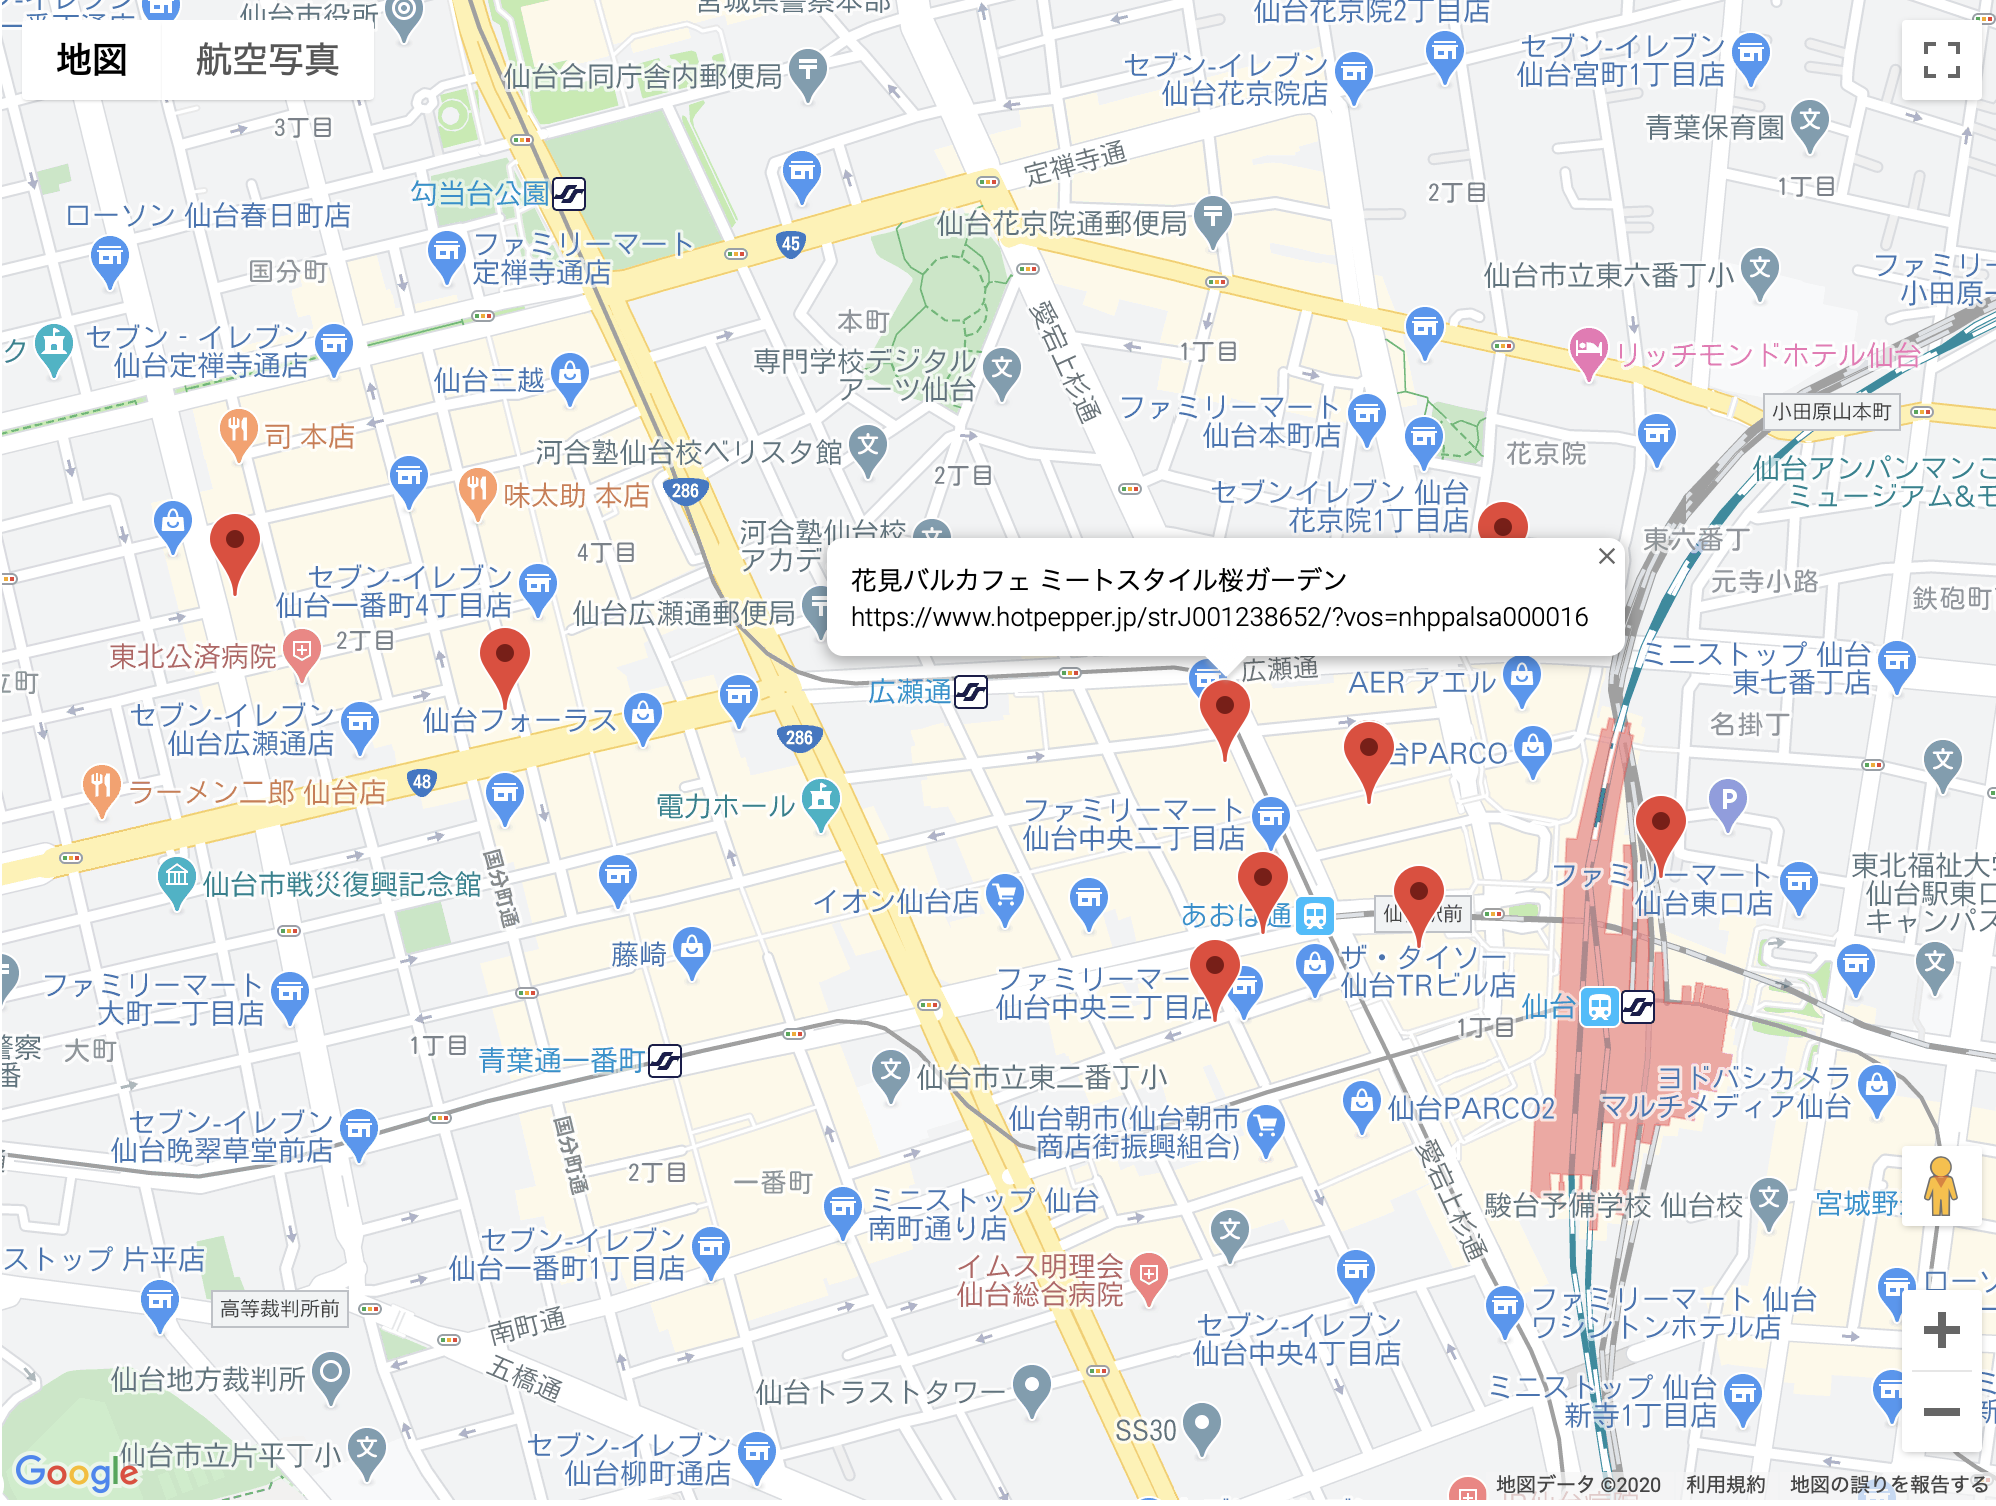 仙台市役所
宮城県警察本部
仙台花京院2丁目店
地図
航空写真
仙台合同庁舎内郵便局
セブン-イレブン
仙台花京院店
セブン-イレブン
仙台宮町1丁目店
3丁目
青葉保育園
定禅寺通
勾当台公園
2丁目
1丁目
ローソン 仙台春日町店
仙台花京院通郵便局
45
ファミリーマート
定禅寺通店
国分町
仙台市立東六番丁小
ファミリー
小田原
本町
愛宕上杉通
セブン - イレブン
仙台定禅寺通店
ク
専門学校デジタル
アーツ仙台
1丁目
リッチモンドホテル仙台
仙台三越
ファミリーマート
仙台本町店
小田原山本町
司 本店
河合塾仙台校ベリスタ館
花京院
2丁目
仙台アンパンマンこ
ミュージアム&モ
味太助 本店
286
セブンイレブン 仙台
花京院1丁目店
河合塾仙台校
アカデ
東六番丁
4丁目
花見バルカフェ ミートスタイル桜ガーデン
https://www.hotpepper.jp/strJ001238652/?vos=nhppalsa000016
セブン-イレブン
仙台一番町4丁目店
仙台広瀬通郵便局
元寺小路
鉄砲町
東北公済病院
2丁目
広瀬通
ミニストップ 仙台
東七番丁店
立町
広瀬通
AER アエル
セブン-イレブン
仙台広瀬通店
仙台フォーラス
名掛丁
286
台PARCO
48
ラーメン二郎 仙台店
電力ホール
P
ファミリーマート
仙台中央二丁目店
国分町通
仙台市戦災復興記念館
イオン仙台店
あおば通
仙
駅前
ファミリーマート
仙台東口店
東北福祉大学
仙台駅東口
キャンパス
藤崎
ファミリーマート
大町二丁目店
ファミリーマー
仙台中央三丁目店
ザ・タイソー
仙台TRビル店
仙台
1丁目
警察
番
大町
1丁目
青葉通一番町
仙台市立東二番丁小
ヨドバシカメラ
マルチメディア仙台
仙台朝市(仙台朝市
商店街振興組合)
仙台PARCO2
セブン-イレブン
仙台晩翠草堂前店
国分町通
2丁目
一番町
愛宕上杉通
ミニストップ 仙台
南町通り店
駿台予備学校 仙台校
宮城野
ストップ 片平店
セブン-イレブン
仙台一番町1丁目店
イムス明理会
仙台総合病院
高等裁判所前
南町通
ローソ
ファミリーマート 仙台
ワシントンホテル店
セブン-イレブン
仙台中央4丁目店
五橋通
仙台地方裁判所
仙台トラストタワー
ミニストップ 仙台
新寺1丁目店
SS30
仙台市立片平丁小
セブン-イレブン
仙台柳町通店
Google
地図データ ©2020
利用規約
地図の誤りを報告する